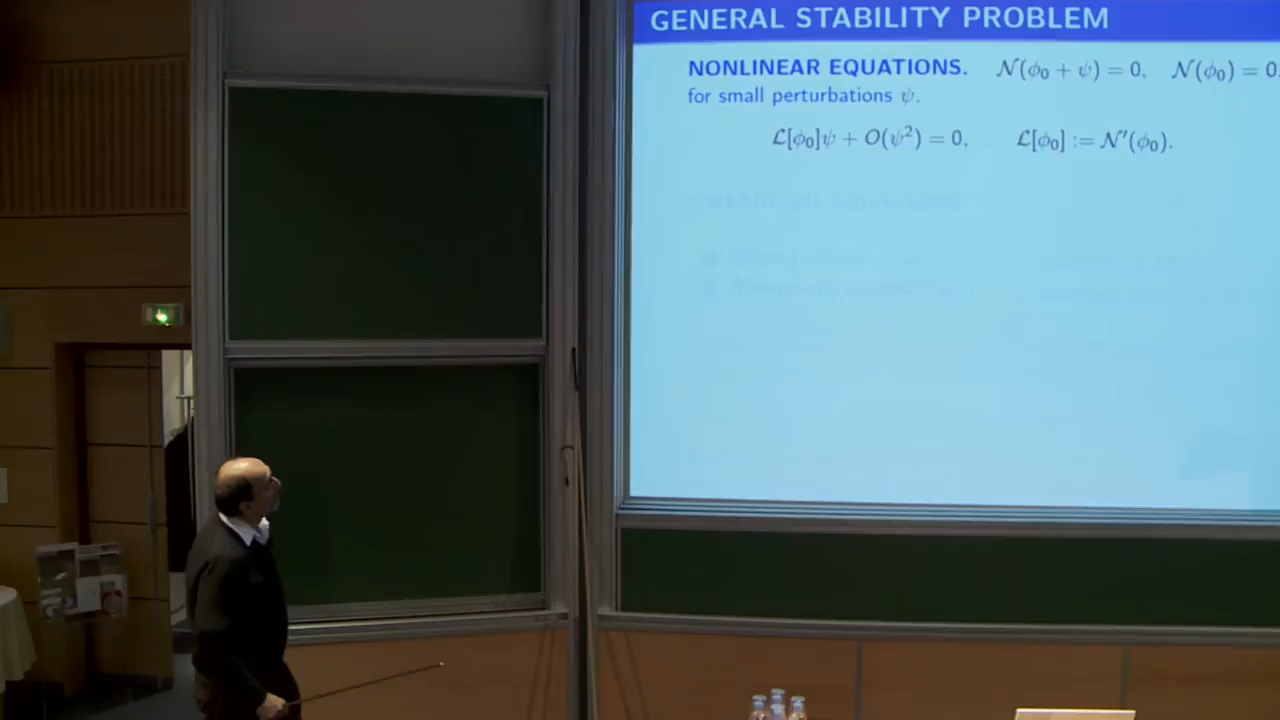 GENERAL STABILITY PROBLEM
NONLINEAR EQUATIONS. 𝒩(ϕ₀ + ψ) = 0, 𝒩(ϕ₀) = 0,
for small perturbations ψ.
ℒ[ϕ₀]ψ + O(ψ²) = 0, ℒ[ϕ₀] := 𝒩′(ϕ₀).